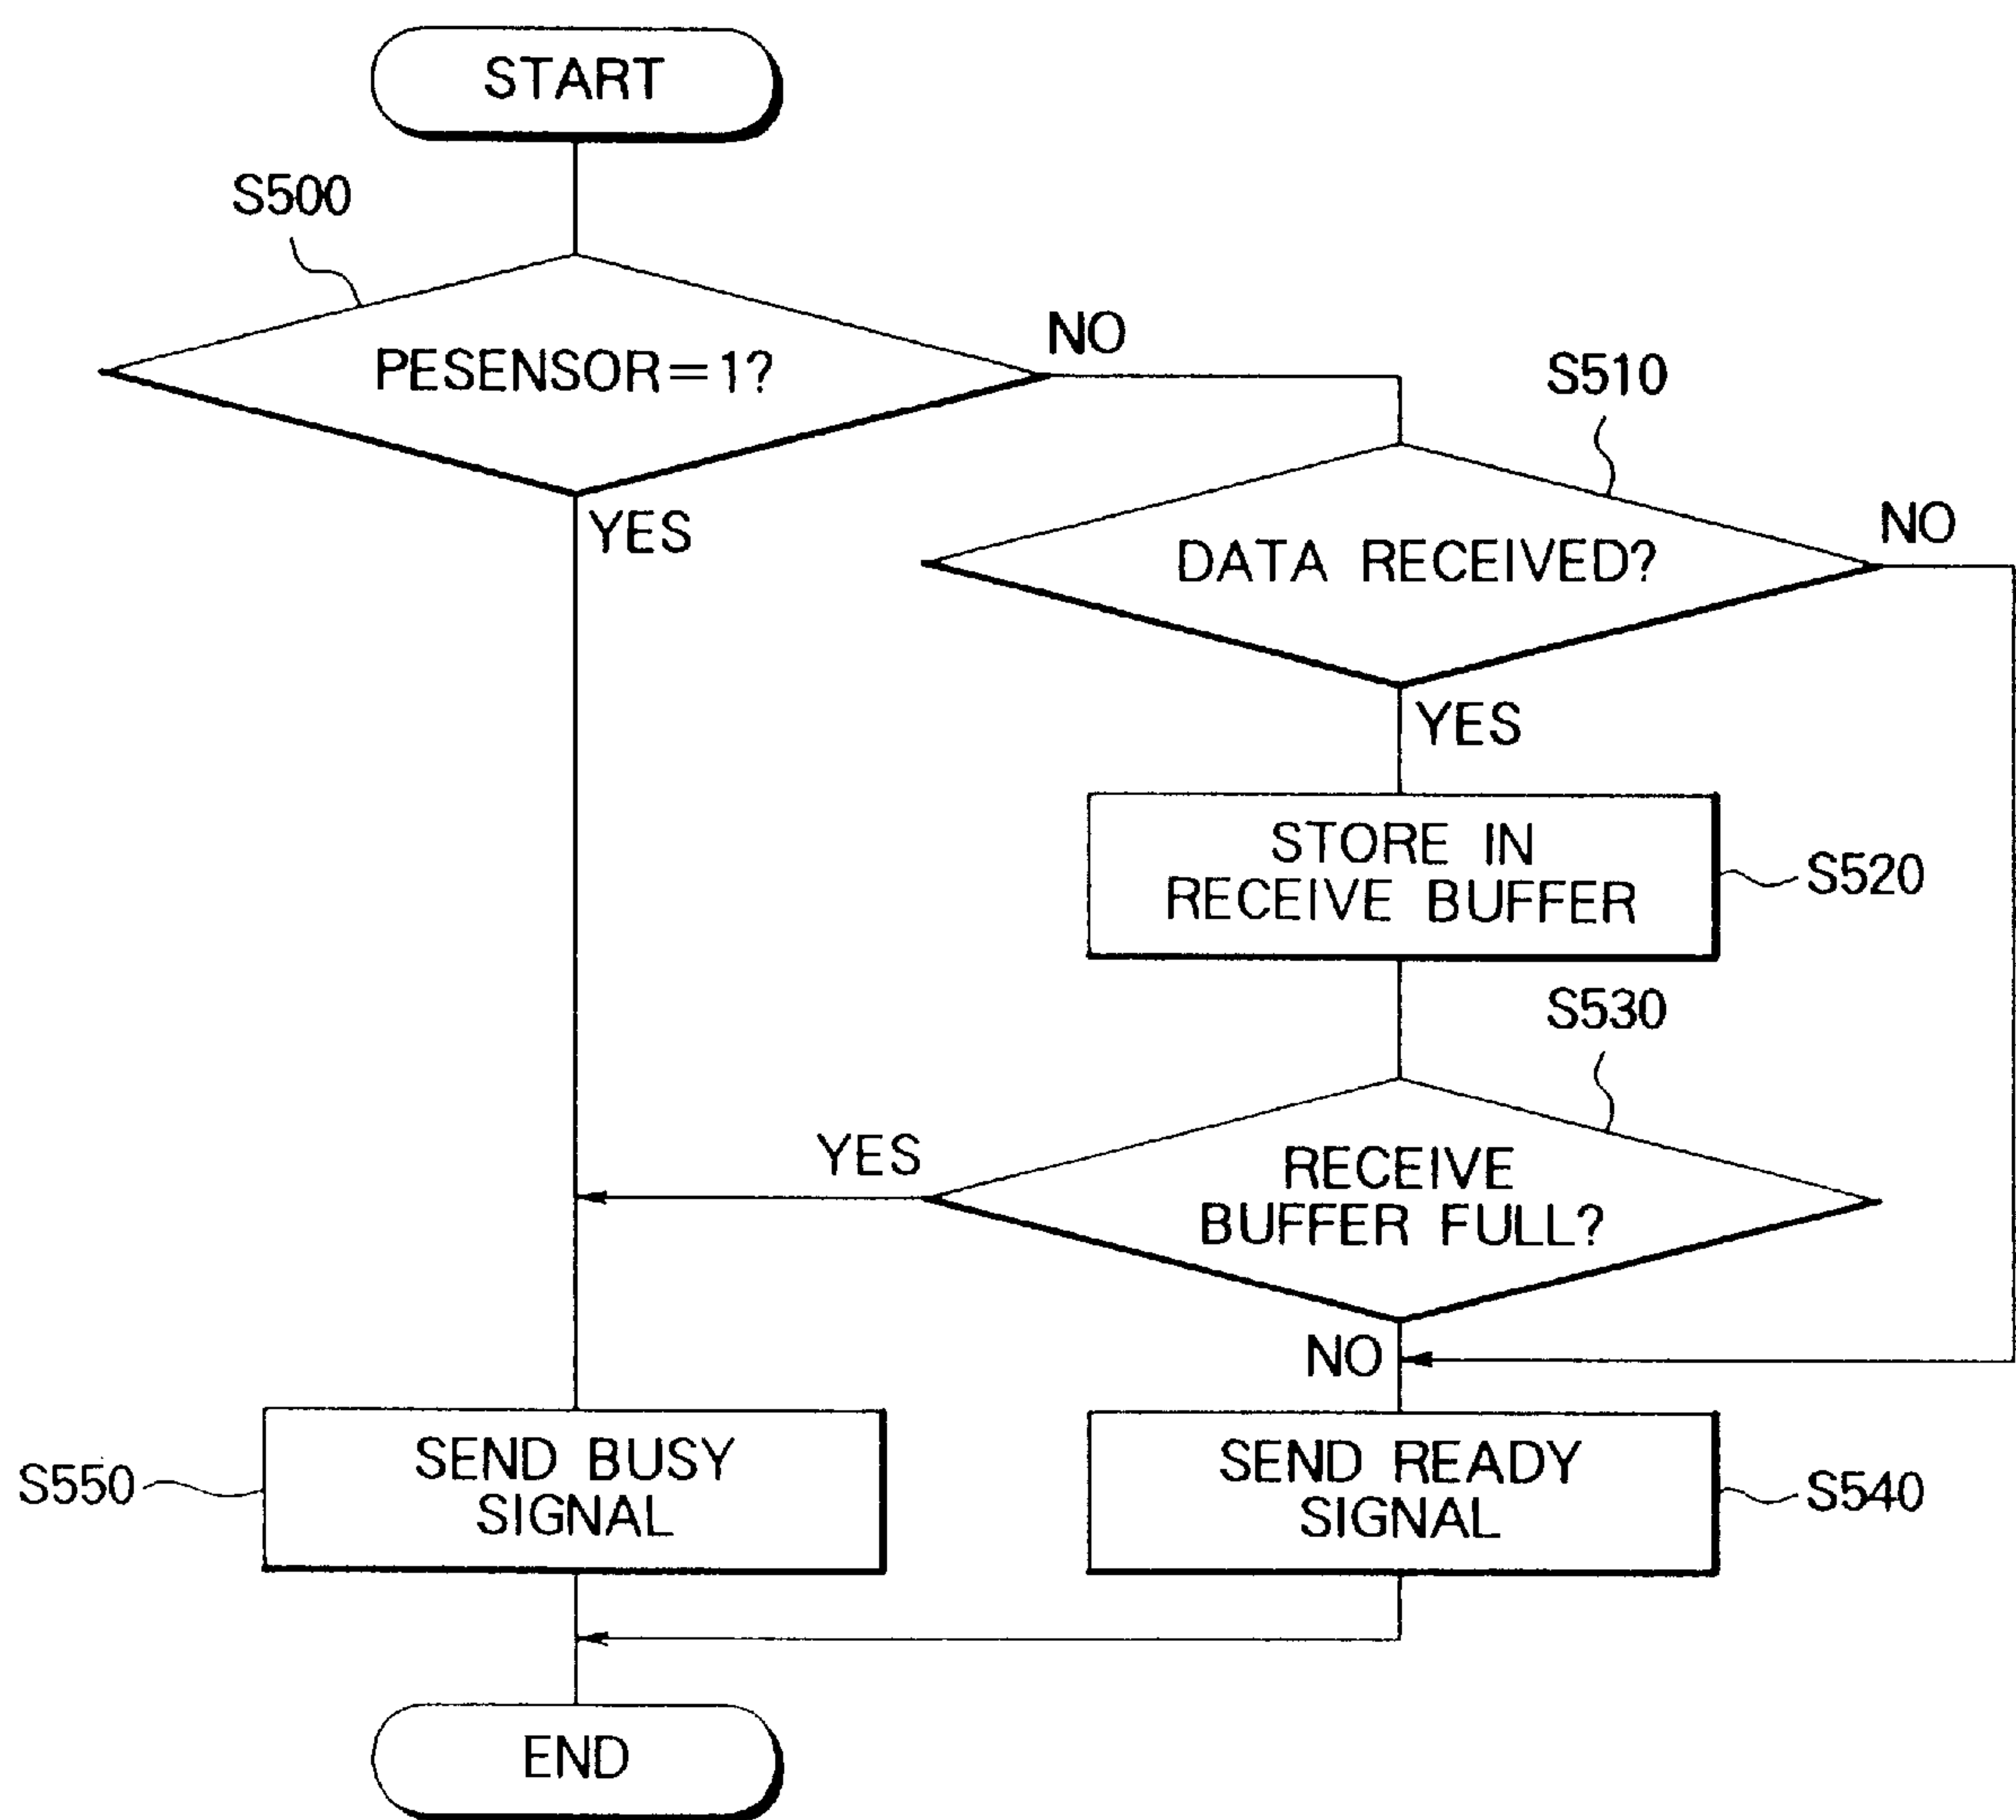 START
S500
PESENSOR=1?
NO
YES
S510
DATA RECEIVED?
NO
YES
STORE IN
RECEIVE BUFFER
S520
S530
RECEIVE
BUFFER FULL?
YES
NO
S550
SEND BUSY
SIGNAL
SEND READY
SIGNAL
S540
END